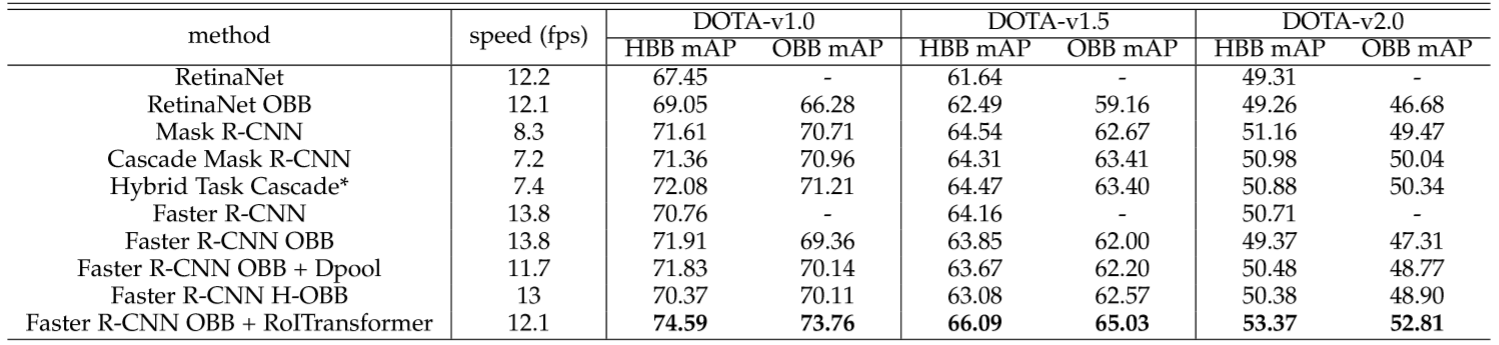 method speed (fps) DOTA-v1.0 DOTA-v1.5 DOTA-v2.0
HBB mAP OBB mAP HBB mAP OBB mAP HBB mAP OBB mAP
RetinaNet 12.2 67.45 - 61.64 - 49.31 -
RetinaNet OBB 12.1 69.05 66.28 62.49 59.16 49.26 46.68
Mask R-CNN 8.3 71.61 70.71 64.54 62.67 51.16 49.47
Cascade Mask R-CNN 7.2 71.36 70.96 64.31 63.41 50.98 50.04
Hybrid Task Cascade* 7.4 72.08 71.21 64.47 63.40 50.88 50.34
Faster R-CNN 13.8 70.76 - 64.16 - 50.71 -
Faster R-CNN OBB 13.8 71.91 69.36 63.85 62.00 49.37 47.31
Faster R-CNN OBB + Dpool 11.7 71.83 70.14 63.67 62.20 50.48 48.77
Faster R-CNN H-OBB 13 70.37 70.11 63.08 62.57 50.38 48.90
Faster R-CNN OBB + RoITransformer 12.1 74.59 73.76 66.09 65.03 53.37 52.81